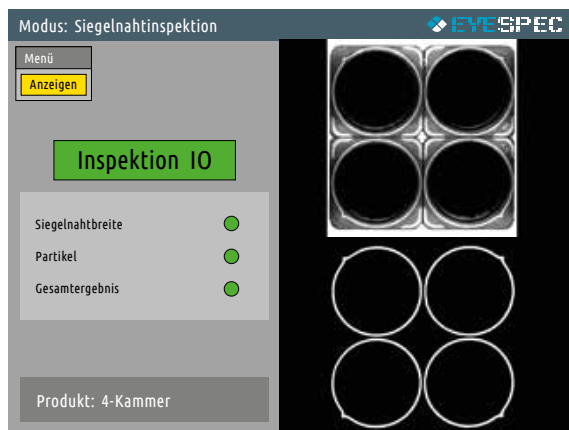 Modus: Siegelnahtinspektion
EYESPEC
Menü
Anzeigen
Inspektion IO
Siegelnahtbreite
Partikel
Gesamtergebnis
Produkt: 4-Kammer